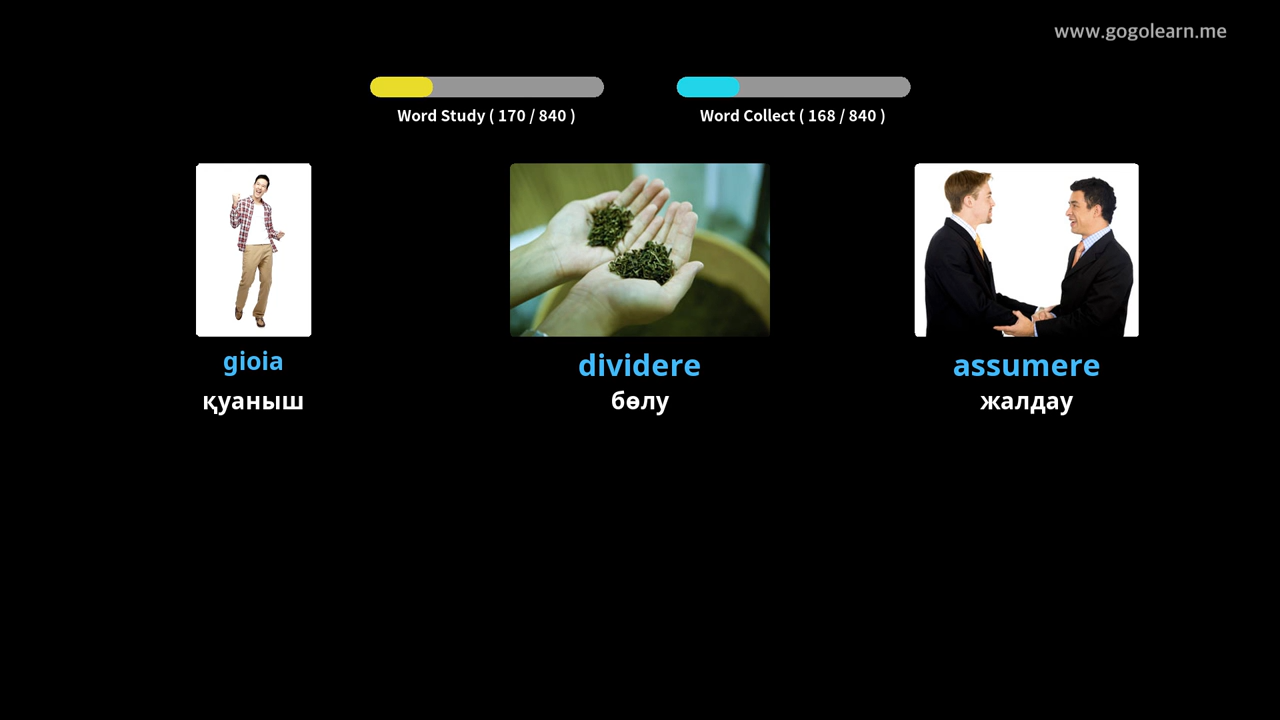 www.gogolearn.me
Word Study ( 170 / 840 )
Word Collect ( 168 / 840 )
gioia
қуаныш
dividere
бөлу
assumere
жалдау